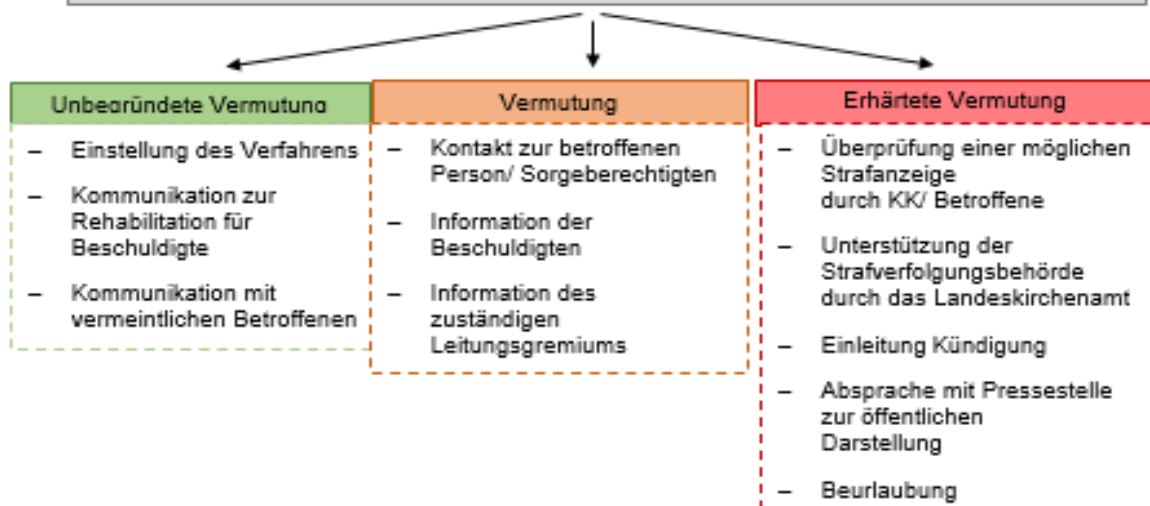 Unbegründete Vermutung
– Einstellung des Verfahrens
– Kommunikation zur
Rehabilitation für
Beschuldigte
– Kommunikation mit
vermeintlichen Betroffenen
Vermutung
– Kontakt zur betroffenen
Person/ Sorgeberechtigten
– Information der
Beschuldigten
– Information des
zuständigen
Leitungsgremiums
Erhärtete Vermutung
– Überprüfung einer möglichen
Strafanzeige
durch KK/ Betroffene
– Unterstützung der
Strafverfolgungsbehörde
durch das Landeskirchenamt
– Einleitung Kündigung
– Absprache mit Pressestelle
zur öffentlichen
Darstellung
– Beurlaubung